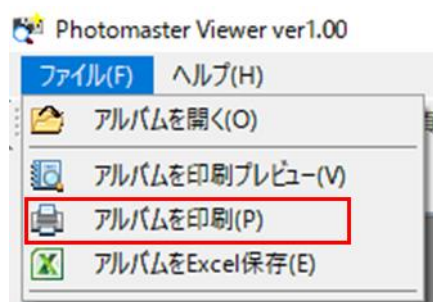 Photomaster Viewer ver1.00
ファイル(F) ヘルプ(H)
アルバムを開く(O)
アルバムを印刷プレビュー(V)
アルバムを印刷(P)
アルバムをExcel保存(E)